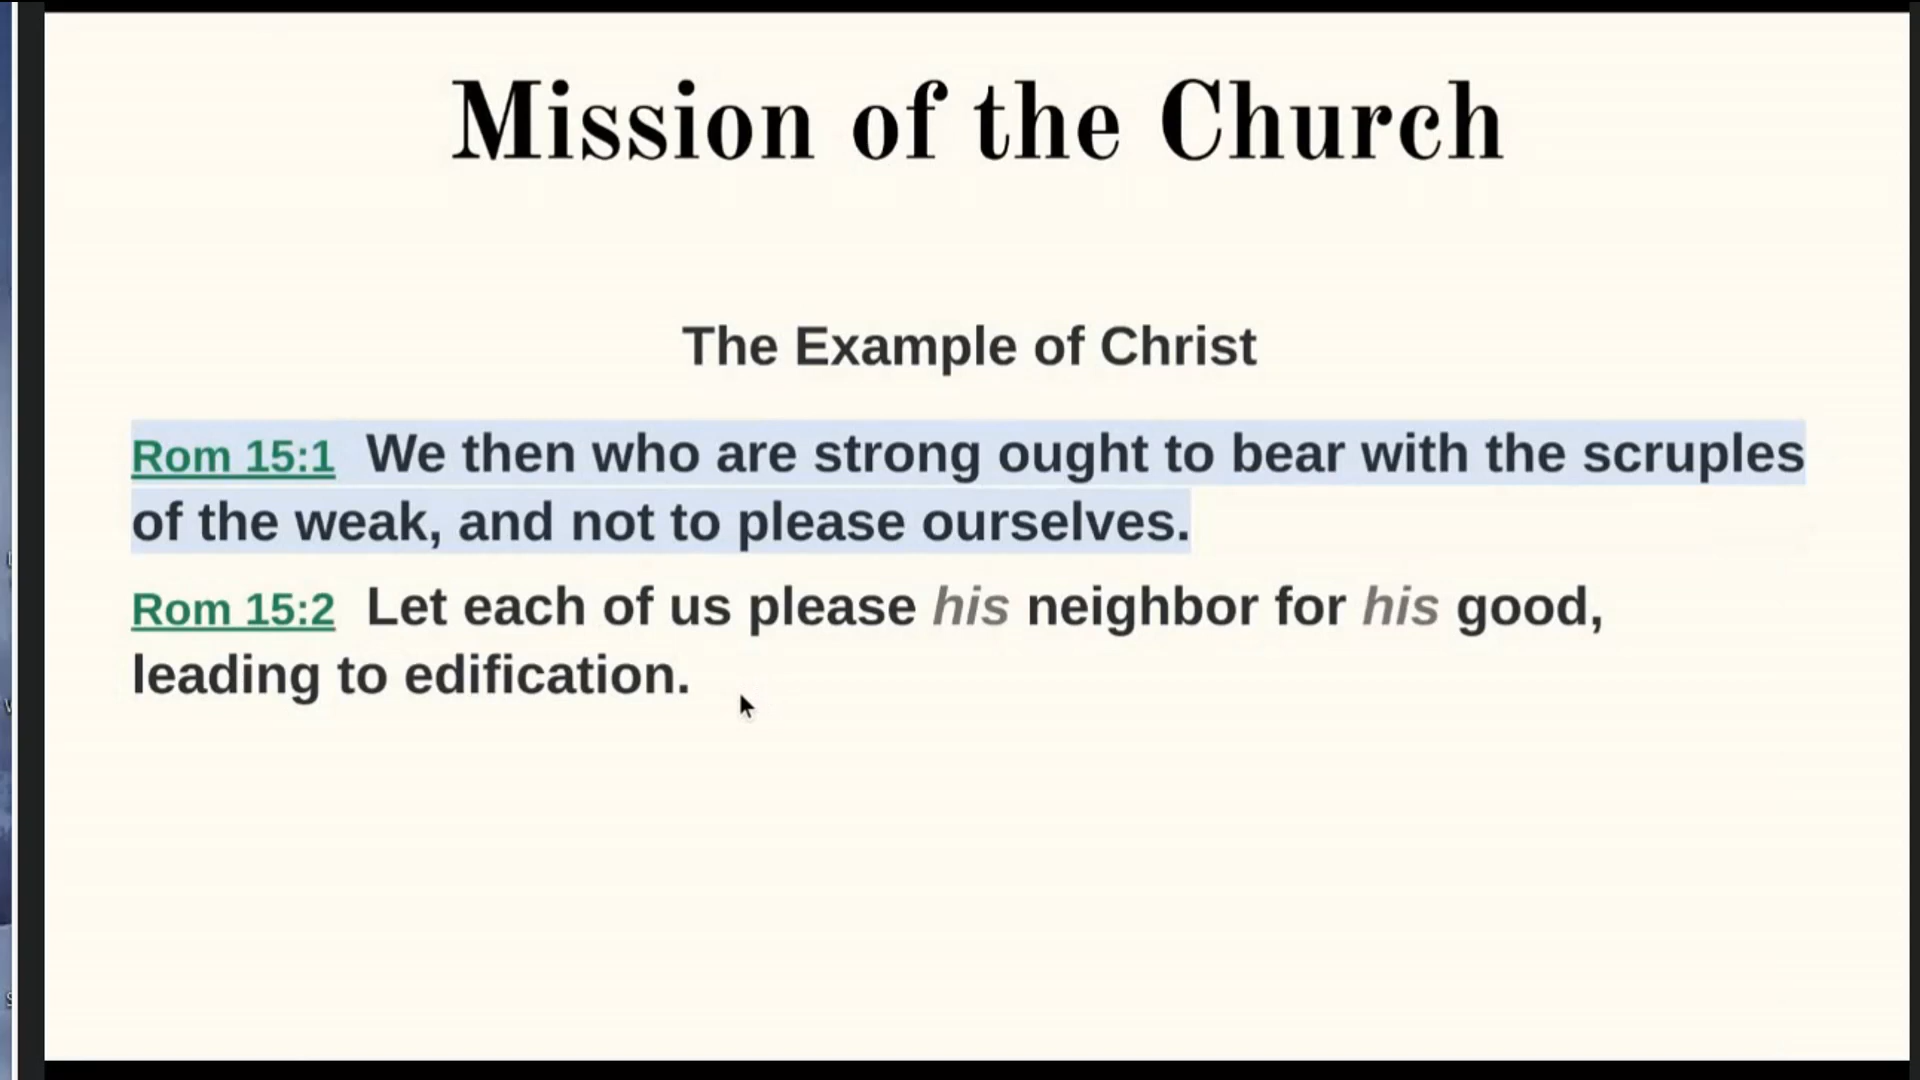 Mission of the Church
The Example of Christ
Rom 15:1 We then who are strong ought to bear with the scruples
of the weak, and not to please ourselves.
Rom 15:2 Let each of us please his neighbor for his good,
leading to edification.